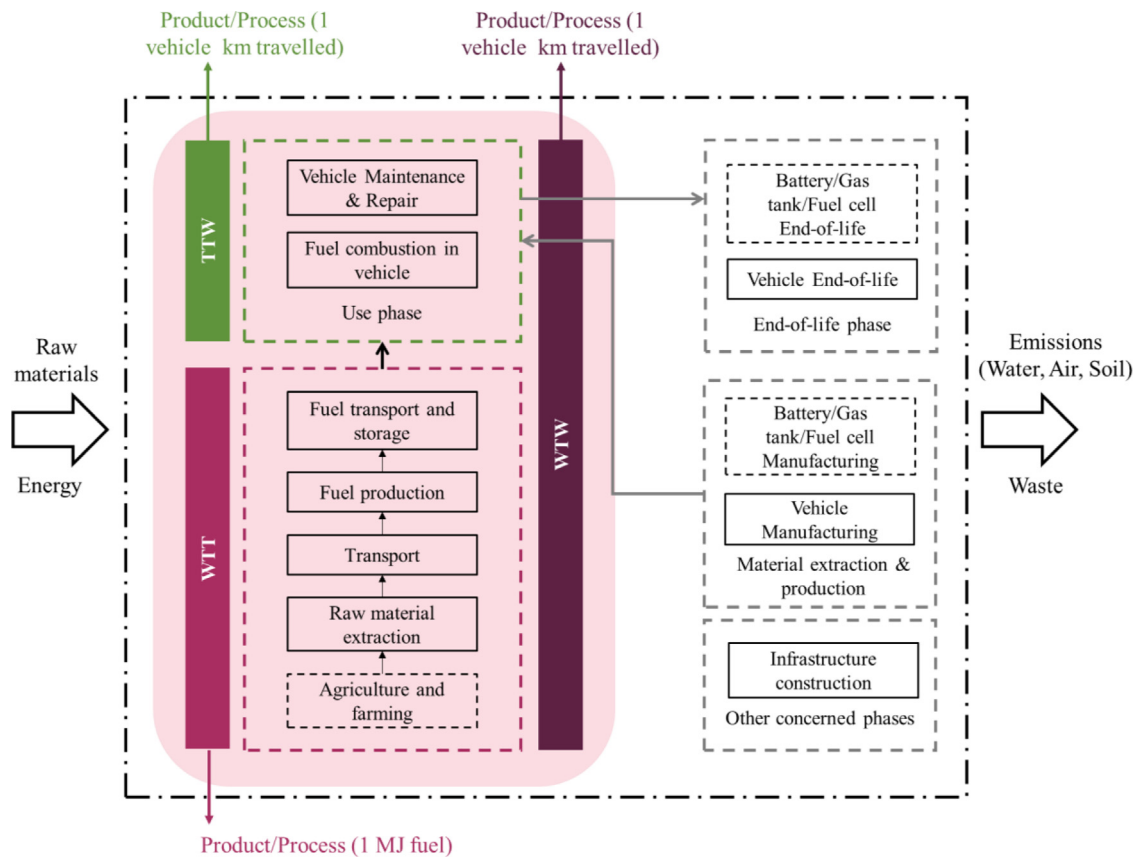 Product/Process (1
vehicle km travelled)
Product/Process (1
vehicle km travelled)
Raw
materials
Energy
TTW
Vehicle Maintenance
& Repair
Fuel combustion in
vehicle
Use phase
WTT
Fuel transport and
storage
Fuel production
Transport
Raw material
extraction
Agriculture and
farming
WTW
Battery/Gas
tank/Fuel cell
End-of-life
Vehicle End-of-life
End-of-life phase
Battery/Gas
tank/Fuel cell
Manufacturing
Vehicle
Manufacturing
Material extraction &
production
Infrastructure
construction
Other concerned phases
Emissions
(Water, Air, Soil)
Waste
Product/Process (1 MJ fuel)